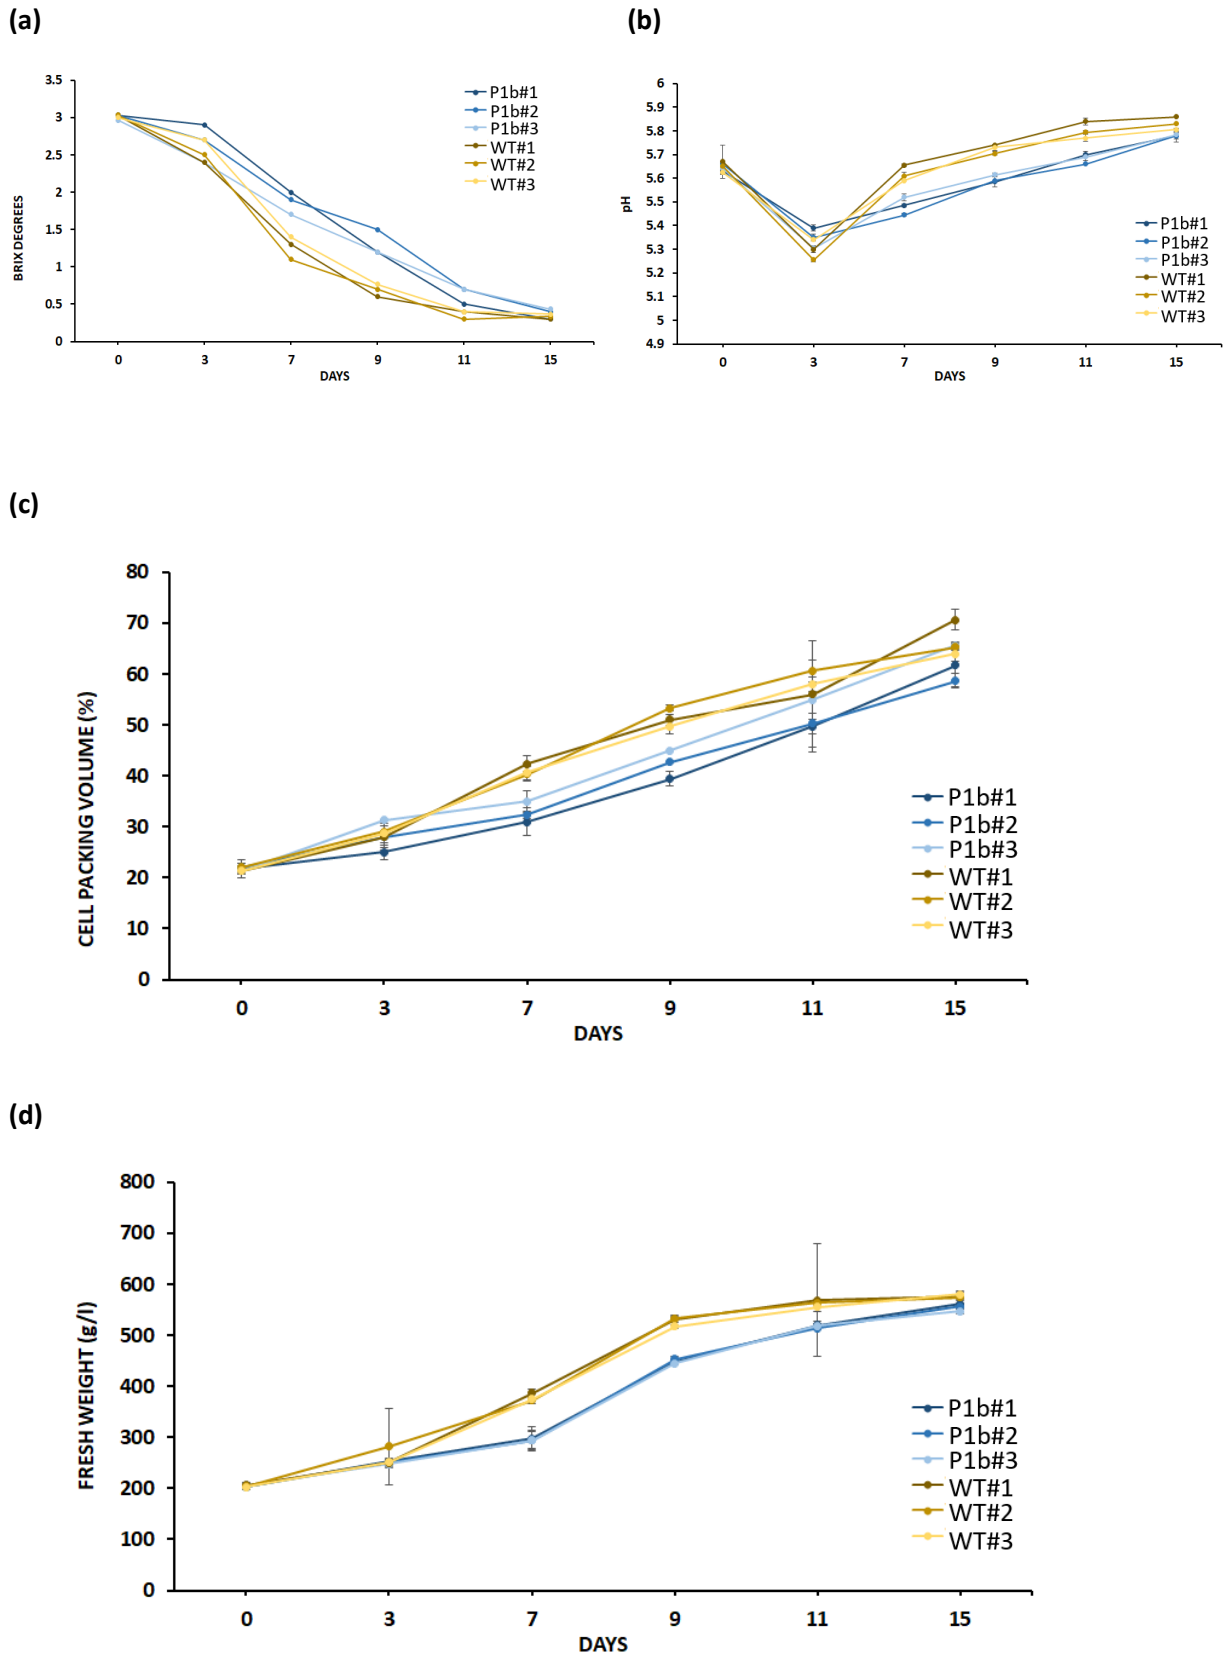 (a)
3.5
3
2.5
2
1.5
1
0.5
0
BRIX DEGREES
0 3 7 9 11 15
DAYS
P1b#1
P1b#2
P1b#3
WT#1
WT#2
WT#3
(b)
6
5.9
5.8
5.7
5.6
5.5
5.4
5.3
5.2
5.1
5
4.9
pH
0 3 7 9 11 15
DAYS
P1b#1
P1b#2
P1b#3
WT#1
WT#2
WT#3
(c)
80
70
60
50
40
30
20
10
0
CELL PACKING VOLUME (%)
0 3 7 9 11 15
DAYS
P1b#1
P1b#2
P1b#3
WT#1
WT#2
WT#3
(d)
800
700
600
500
400
300
200
100
0
FRESH WEIGHT (g/l)
0 3 7 9 11 15
DAYS
P1b#1
P1b#2
P1b#3
WT#1
WT#2
WT#3